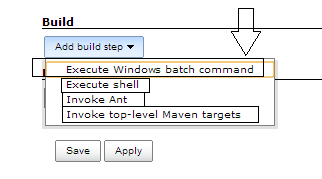 Build
Add build step
Execute Windows batch command
Execute shell
Invoke Ant
Invoke top-level Maven targets
Save Apply